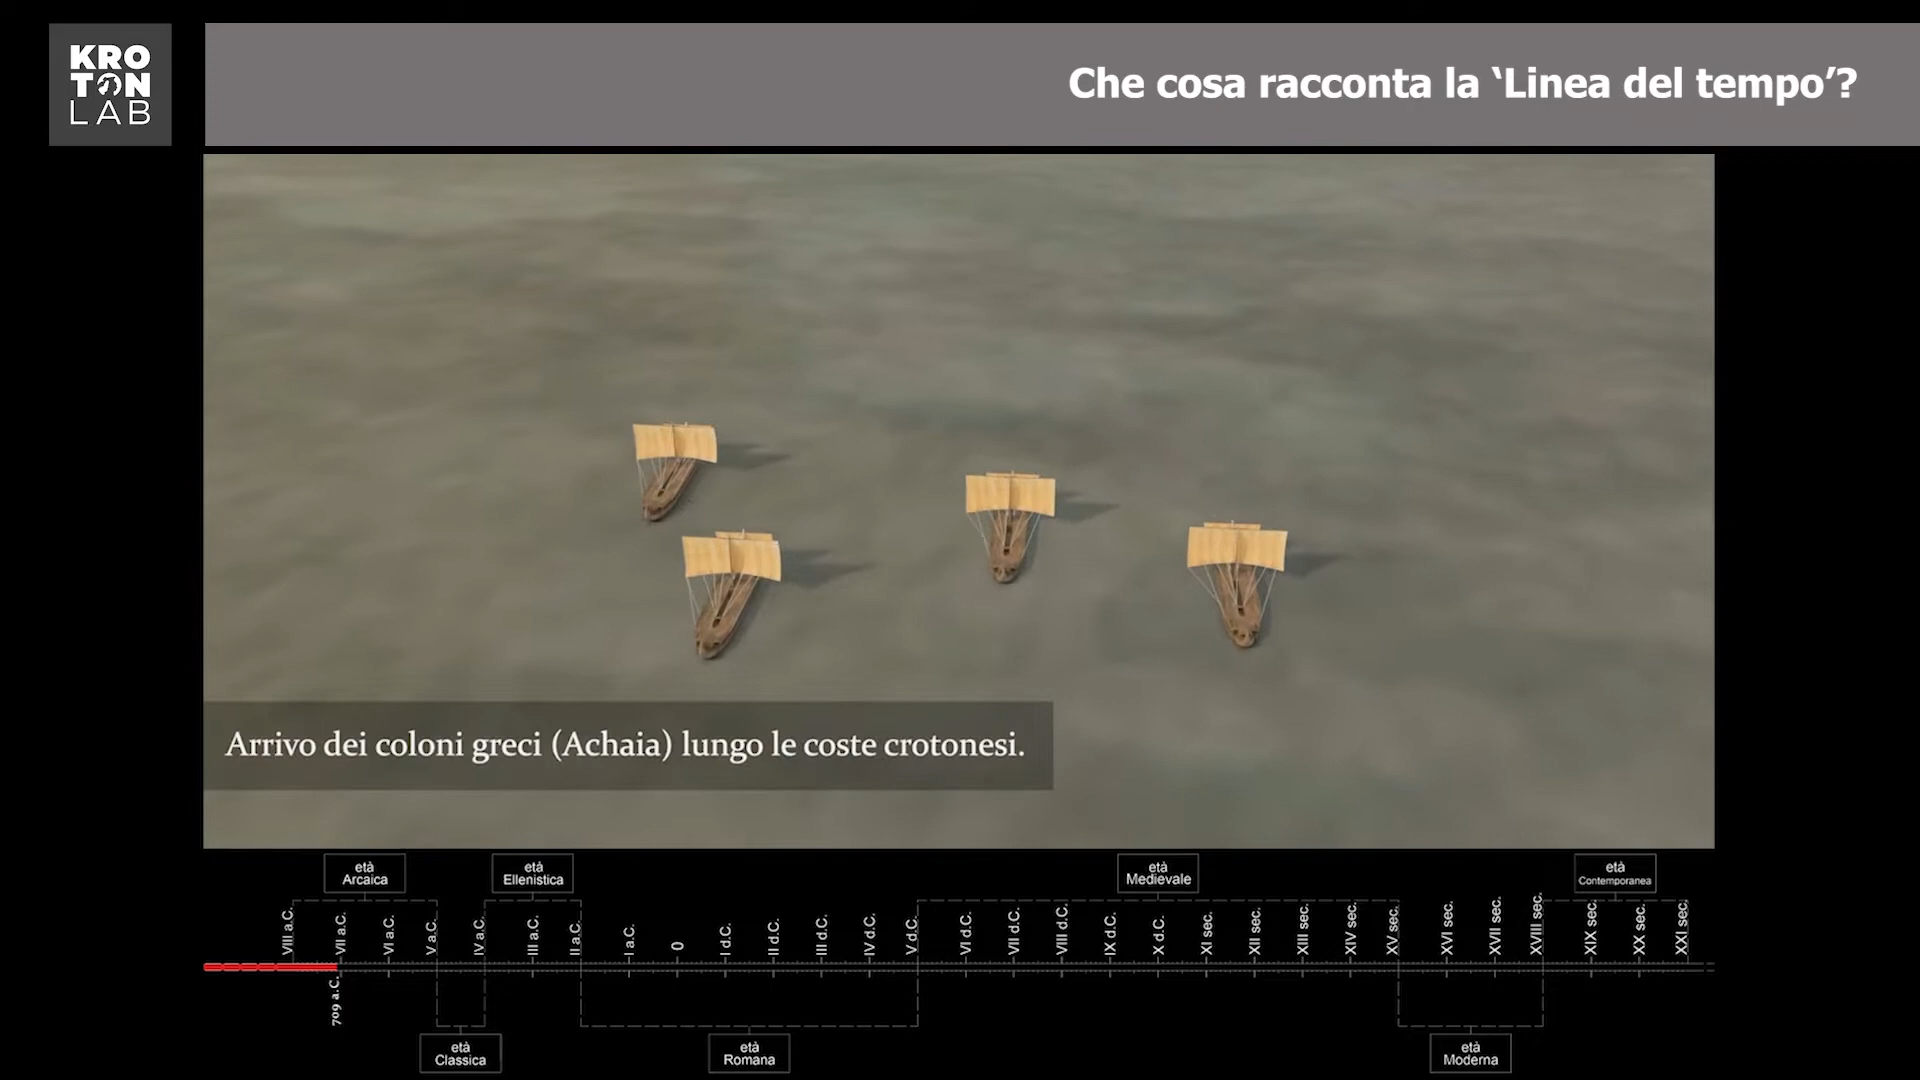 KRO
TON
LAB
Che cosa racconta la ‘Linea del tempo’?
Arrivo dei coloni greci (Achaia) lungo le coste crotonesi.
età
Arcaica
età
Ellenistica
età
Medievale
età
Contemporanea
VIII a.C.
VII a.C.
VI a.C.
V a.C.
IV a.C.
III a.C.
II a.C.
I a.C.
0
I d.C.
II d.C.
III d.C.
IV d.C.
V d.C.
VI d.C.
VII d.C.
VIII d.C.
IX d.C.
X d.C.
XI sec.
XII sec.
XIII sec.
XIV sec.
XV sec.
XVI sec.
XVII sec.
XVIII sec.
XIX sec.
XX sec.
XXI sec.
709 a.C.
età
Classica
età
Romana
età
Moderna